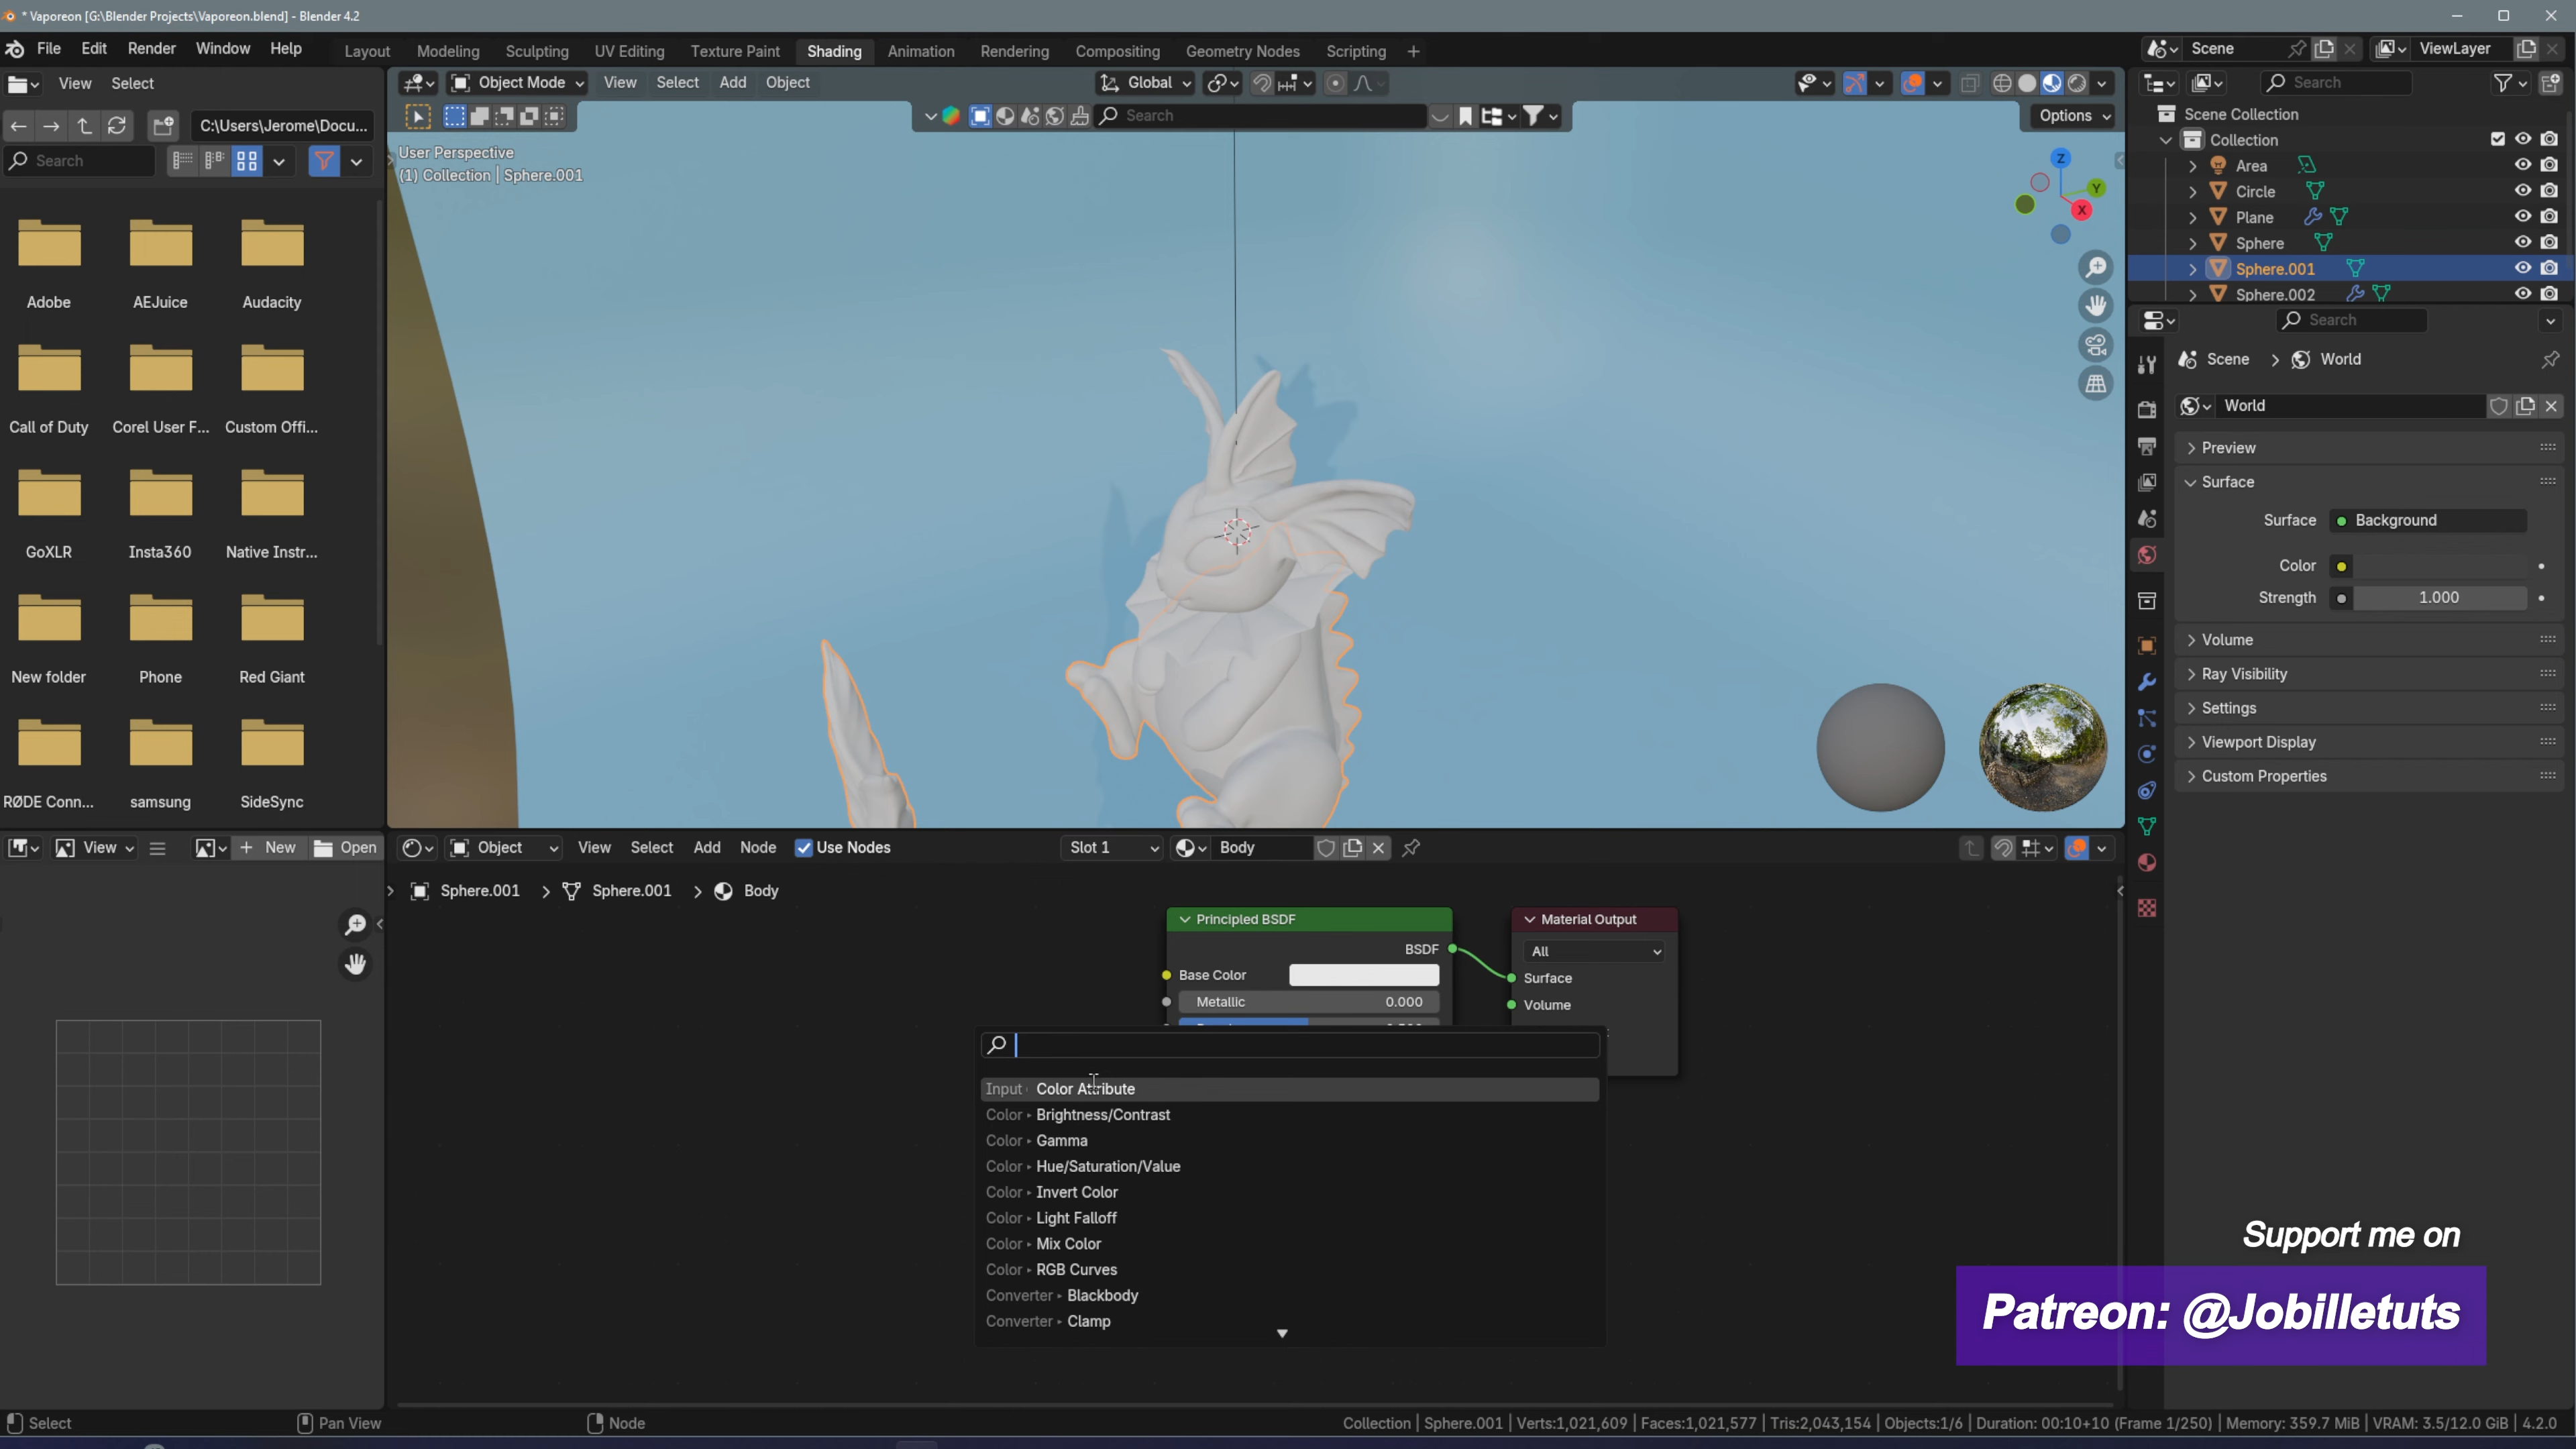 * Vaporeon [G:\Blender Projects\Vaporeon.blend] - Blender 4.2
File Edit Render Window Help Layout Modeling Sculpting UV Editing Texture Paint Shading Animation Rendering Compositing Geometry Nodes Scripting + Scene ViewLayer
View Select
Object Mode View Select Add Object Global Search
C:\Users\Jerome\Docu...
Search
Search Options
User Perspective
(1) Collection | Sphere.001
Z
Y
X
Adobe AEJuice Audacity
Call of Duty Corel User F... Custom Offi...
GoXLR Insta360 Native Instr...
New folder Phone Red Giant
RØDE Conn... samsung SideSync
Scene Collection
Collection
Area
Circle
Plane
Sphere
Sphere.001
Sphere.002
Search
Scene > World
World
Preview
Surface
Surface Background
Color
Strength 1.000
Volume
Ray Visibility
Settings
Viewport Display
Custom Properties
View + New Open
Object View Select Add Node Use Nodes Slot 1 Body
Sphere.001 > Sphere.001 > Body
Principled BSDF
BSDF
Base Color
Metallic 0.000
Material Output
All
Surface
Volume
Input Color Attribute
Color Brightness/Contrast
Color Gamma
Color Hue/Saturation/Value
Color Invert Color
Color Light Falloff
Color Mix Color
Color RGB Curves
Converter Blackbody
Converter Clamp
Support me on
Patreon: @Jobilletuts
Select Pan View Node
Collection | Sphere.001 | Verts:1,021,609 | Faces:1,021,577 | Tris:2,043,154 | Objects:1/6 | Duration: 00:10+10 (Frame 1/250) | Memory: 359.7 MiB | VRAM: 3.5/12.0 GiB | 4.2.0